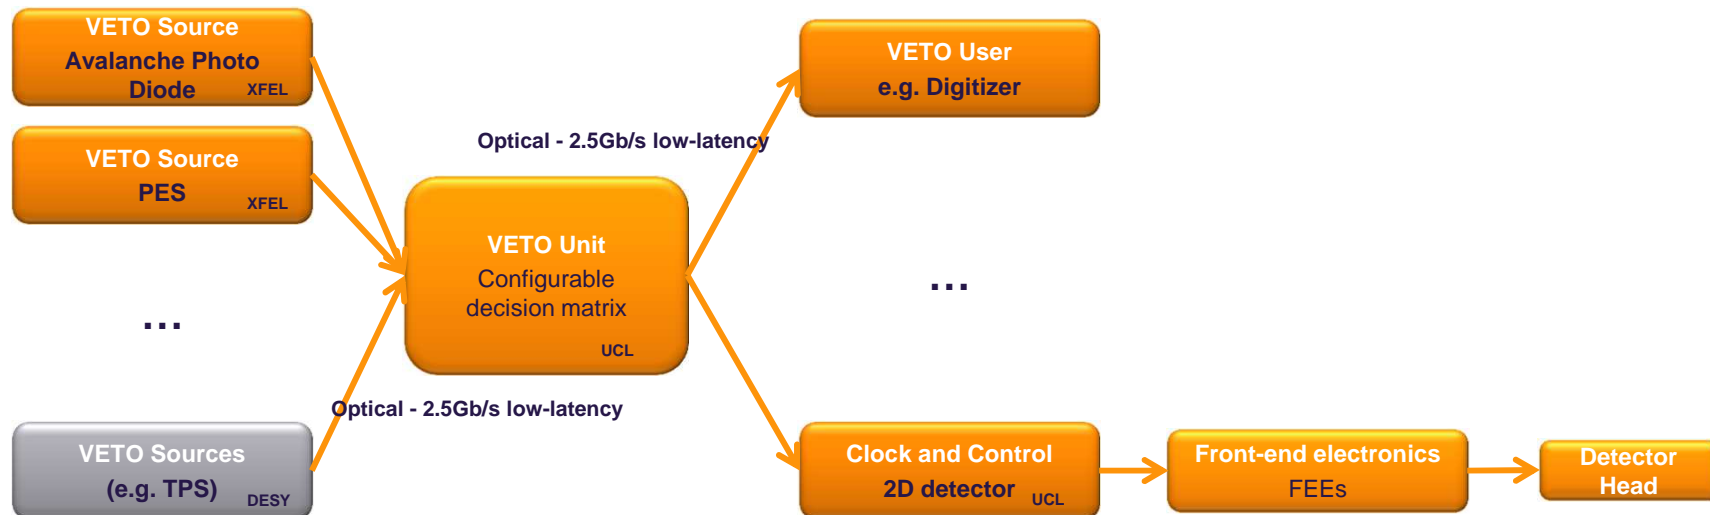 VETO Source
Avalanche Photo
Diode
XFEL
VETO Source
PES
XFEL
...
VETO Sources
(e.g. TPS)
DESY
Optical - 2.5Gb/s low-latency
VETO Unit
Configurable
decision matrix
UCL
Optical - 2.5Gb/s low-latency
VETO User
e.g. Digitizer
...
Clock and Control
2D detector
UCL
Front-end electronics
FEEs
Detector
Head